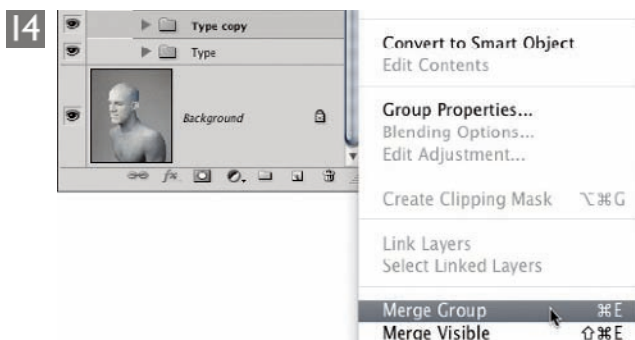 14
Type copy
Type
Background
fx
Convert to Smart Object
Edit Contents
Group Properties...
Blending Options...
Edit Adjustment...
Create Clipping Mask ⌥⌘G
Link Layers
Select Linked Layers
Merge Group ⌘E
Merge Visible ⇧⌘E